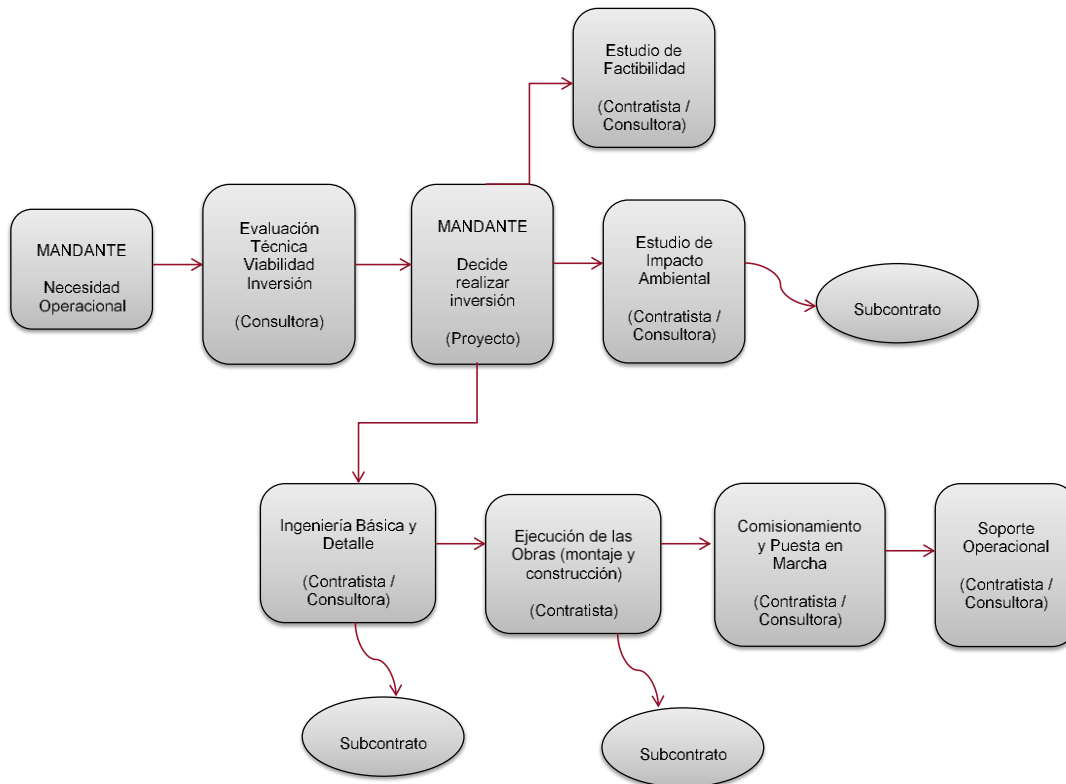 Estudio de
Factibilidad
(Contratista /
Consultora)
MANDANTE
Necesidad
Operacional
Evaluación
Técnica
Viabilidad
Inversión
(Consultora)
MANDANTE
Decide
realizar
inversión
(Proyecto)
Estudio de
Impacto
Ambiental
(Contratista /
Consultora)
Subcontrato
Ingeniería Básica y
Detalle
(Contratista /
Consultora)
Ejecución de las
Obras (montaje y
construcción)
(Contratista)
Comisionamiento
y Puesta en
Marcha
(Contratista /
Consultora)
Soporte
Operacional
(Contratista /
Consultora)
Subcontrato
Subcontrato